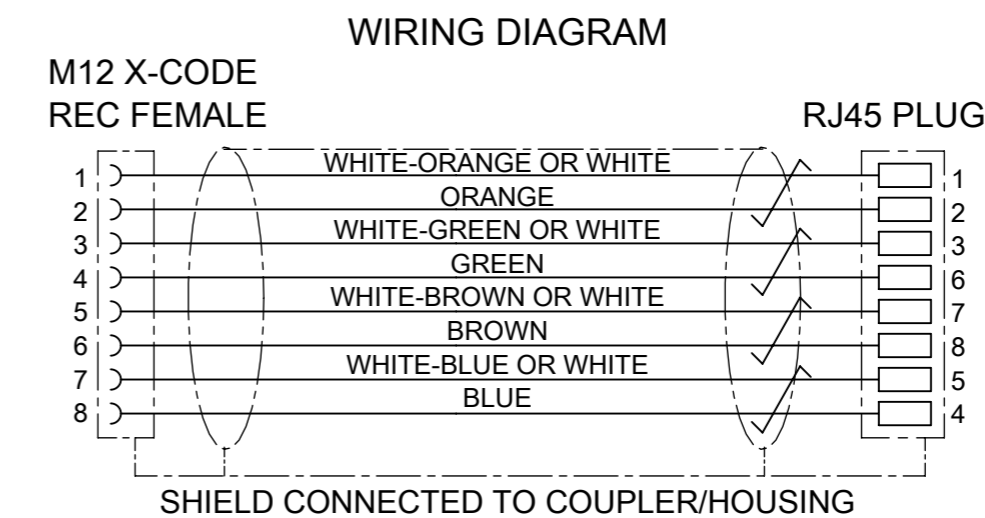 WIRING DIAGRAM
M12 X-CODE
REC FEMALE
RJ45 PLUG
1 WHITE-ORANGE OR WHITE 1
2 ORANGE 2
3 WHITE-GREEN OR WHITE 3
4 GREEN 6
5 WHITE-BROWN OR WHITE 7
6 BROWN 8
7 WHITE-BLUE OR WHITE 5
8 BLUE 4
SHIELD CONNECTED TO COUPLER/HOUSING